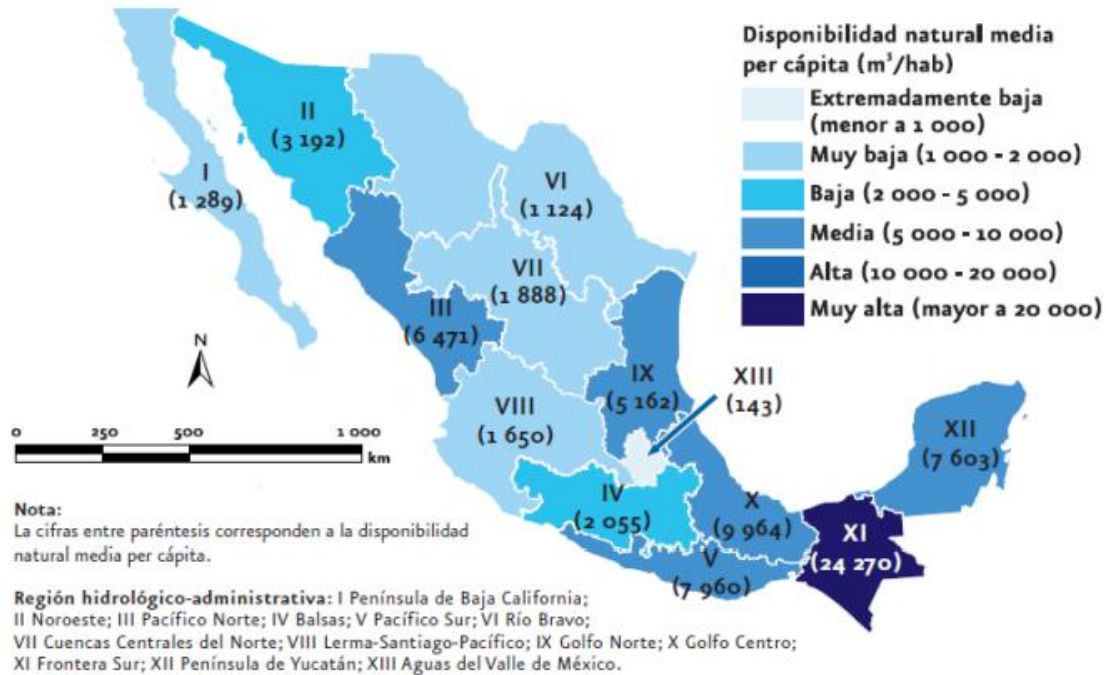 Disponibilidad natural media
per cápita (m³/hab)
Extremadamente baja
(menor a 1 000)
Muy baja (1 000 - 2 000)
Baja (2 000 - 5 000)
Media (5 000 - 10 000)
Alta (10 000 - 20 000)
Muy alta (mayor a 20 000)
II
(3 192)
I
(1 289)
VI
(1 124)
VII
(1 888)
III
(6 471)
N
IX
(5 162)
XIII
(143)
VIII
(1 650)
XII
(7 603)
0 250 500 1 000
km
IV
(2 055)
X
(9 964)
XI
(24 270)
V
(7 960)
Nota:
La cifras entre paréntesis corresponden a la disponibilidad
natural media per cápita.
Región hidrológico-administrativa: I Península de Baja California;
II Noroeste; III Pacífico Norte; IV Balsas; V Pacífico Sur; VI Río Bravo;
VII Cuencas Centrales del Norte; VIII Lerma-Santiago-Pacífico; IX Golfo Norte; X Golfo Centro;
XI Frontera Sur; XII Península de Yucatán; XIII Aguas del Valle de México.